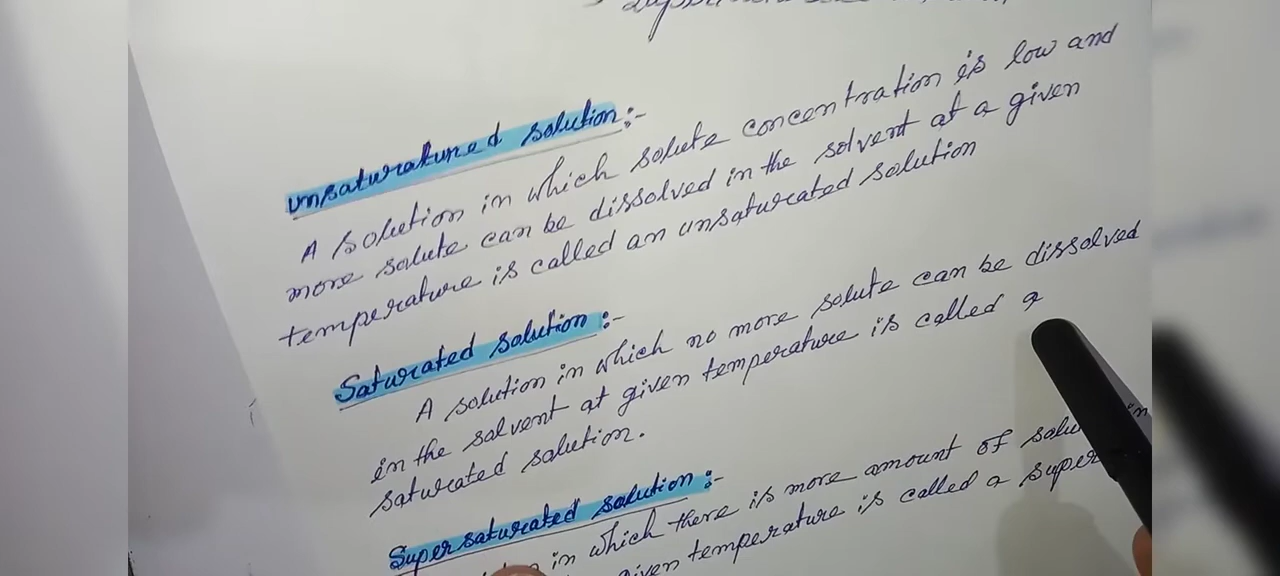 unsaturatured solution:-
A solution in which solute concentration is low and
more solute can be dissolved in the solvent at a given
temperature is called an unsaturated solution
Saturated solution:-
A solution in which no more solute can be dissolved
in the solvent at given temperature is called a
saturated solution.
Supersaturated solution:-
in which there is more amount of in
given temperature is called a super